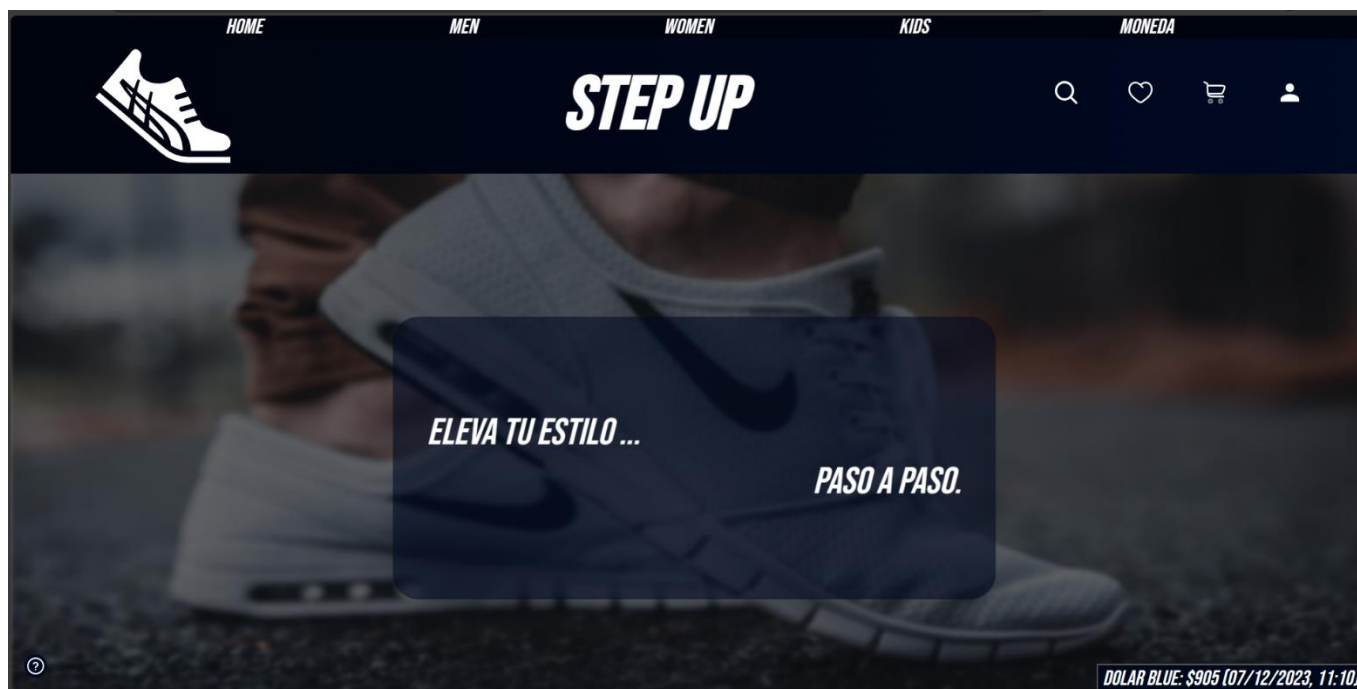 HOME MEN WOMEN KIDS MONEDA
STEP UP
ELEVA TU ESTILO ...
PASO A PASO.
?
DOLAR BLUE: $905 (07/12/2023, 11:10)